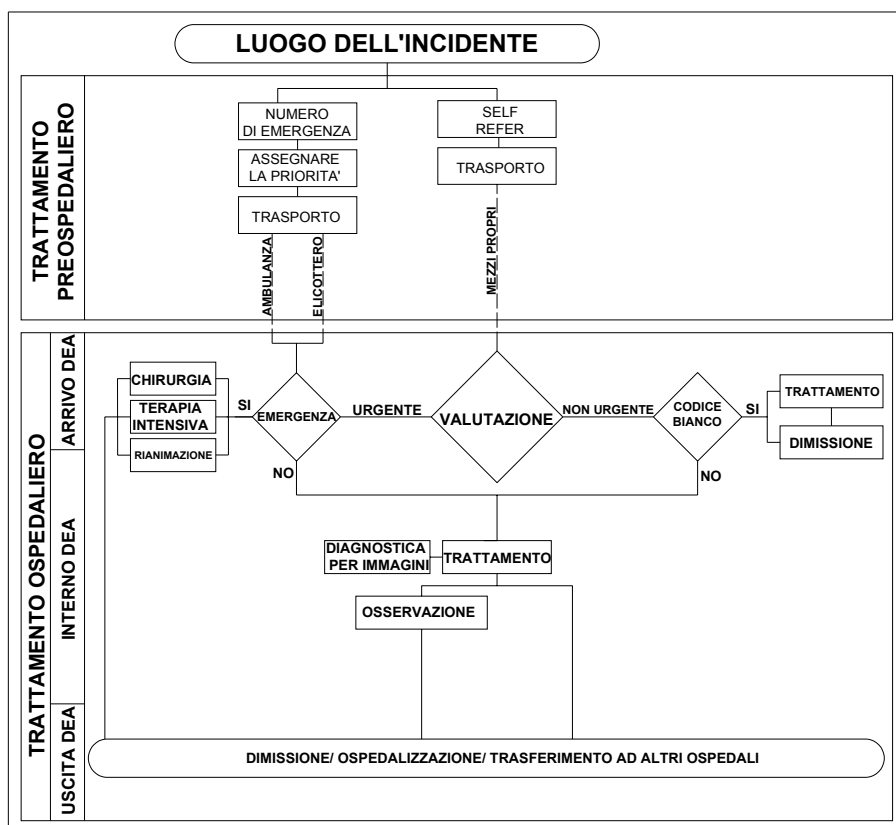 LUOGO DELL'INCIDENTE
TRATTAMENTO
PREOSPEDALIERO
NUMERO
DI EMERGENZA
SELF
REFER
ASSEGNARE
LA PRIORITA'
TRASPORTO
TRASPORTO
AMBULANZA
ELICOTTERO
MEZZI PROPRI
TRATTAMENTO OSPEDALIERO
ARRIVO DEA
CHIRURGIA
TERAPIA
INTENSIVA
RIANIMAZIONE
SI
EMERGENZA
URGENTE
VALUTAZIONE
NON URGENTE
CODICE
BIANCO
SI
TRATTAMENTO
DIMISSIONE
NO
NO
INTERNO DEA
DIAGNOSTICA
PER IMMAGINI
TRATTAMENTO
OSSERVAZIONE
USCITA DEA
DIMISSIONE/ OSPEDALIZZAZIONE/ TRASFERIMENTO AD ALTRI OSPEDALI